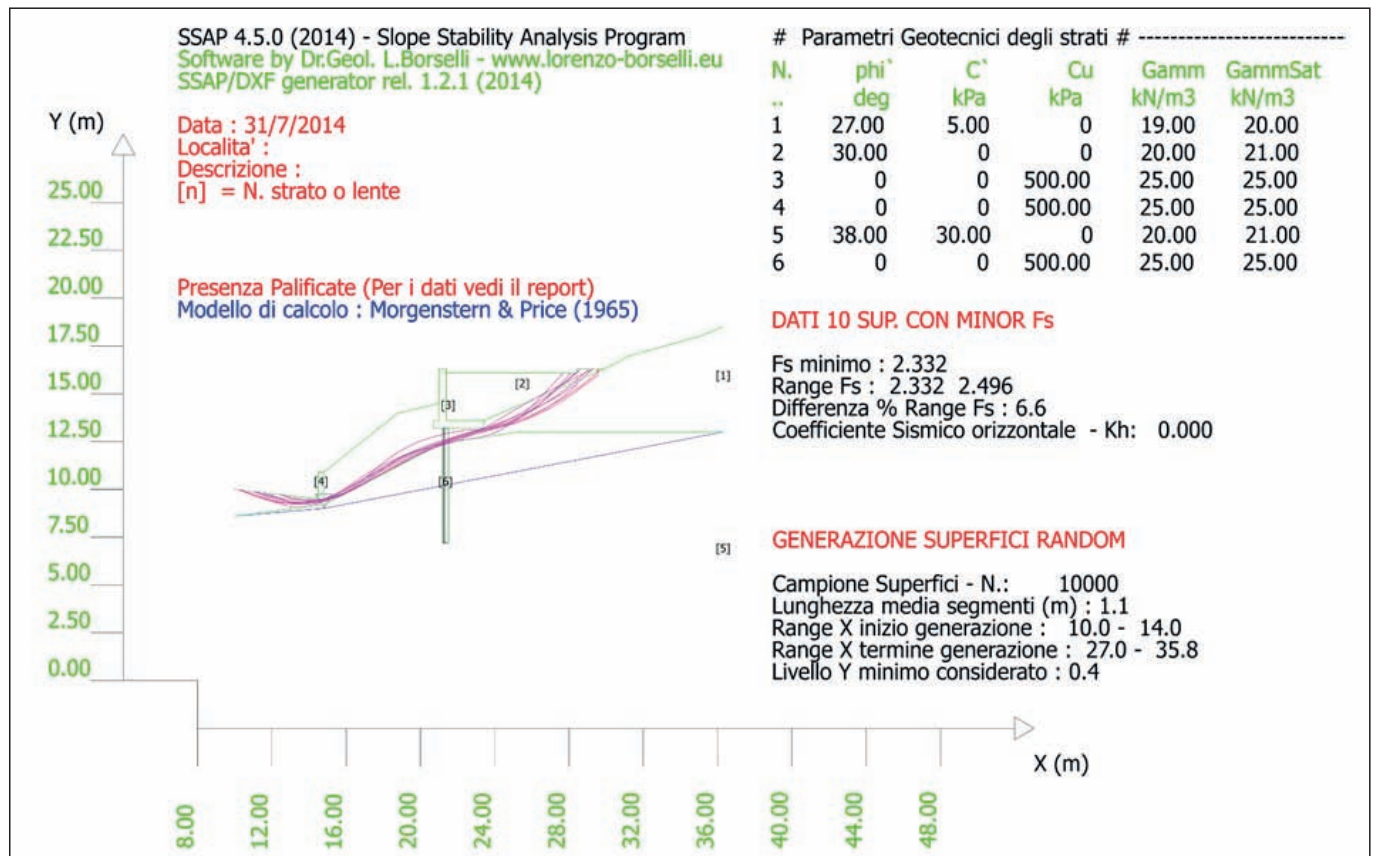 SSAP 4.5.0 (2014) - Slope Stability Analysis Program
Software by Dr.Geol. L.Borselli - www.lorenzo-borselli.eu
SSAP/DXF generator rel. 1.2.1 (2014)
Data : 31/7/2014
Localita' :
Descrizione :
[n] = N. strato o lente
Presenza Palificate (Per i dati vedi il report)
Modello di calcolo : Morgenstern & Price (1965)
# Parametri Geotecnici degli strati # --------------------------
N. phi` C` Cu Gamm GammSat
.. deg kPa kPa kN/m3 kN/m3
1 27.00 5.00 0 19.00 20.00
2 30.00 0 0 20.00 21.00
3 0 0 500.00 25.00 25.00
4 0 0 500.00 25.00 25.00
5 38.00 30.00 0 20.00 21.00
6 0 0 500.00 25.00 25.00
DATI 10 SUP. CON MINOR Fs
Fs minimo : 2.332
Range Fs : 2.332 2.496
Differenza % Range Fs : 6.6
Coefficiente Sismico orizzontale - Kh: 0.000
GENERAZIONE SUPERFICI RANDOM
Campione Superfici - N.: 10000
Lunghezza media segmenti (m) : 1.1
Range X inizio generazione : 10.0 - 14.0
Range X termine generazione : 27.0 - 35.8
Livello Y minimo considerato : 0.4
Y (m)
25.00
22.50
20.00
17.50
15.00
12.50
10.00
7.50
5.00
2.50
0.00
[1]
[2]
[3]
[4]
[6]
[5]
X (m)
8.00
12.00
16.00
20.00
24.00
28.00
32.00
36.00
40.00
44.00
48.00